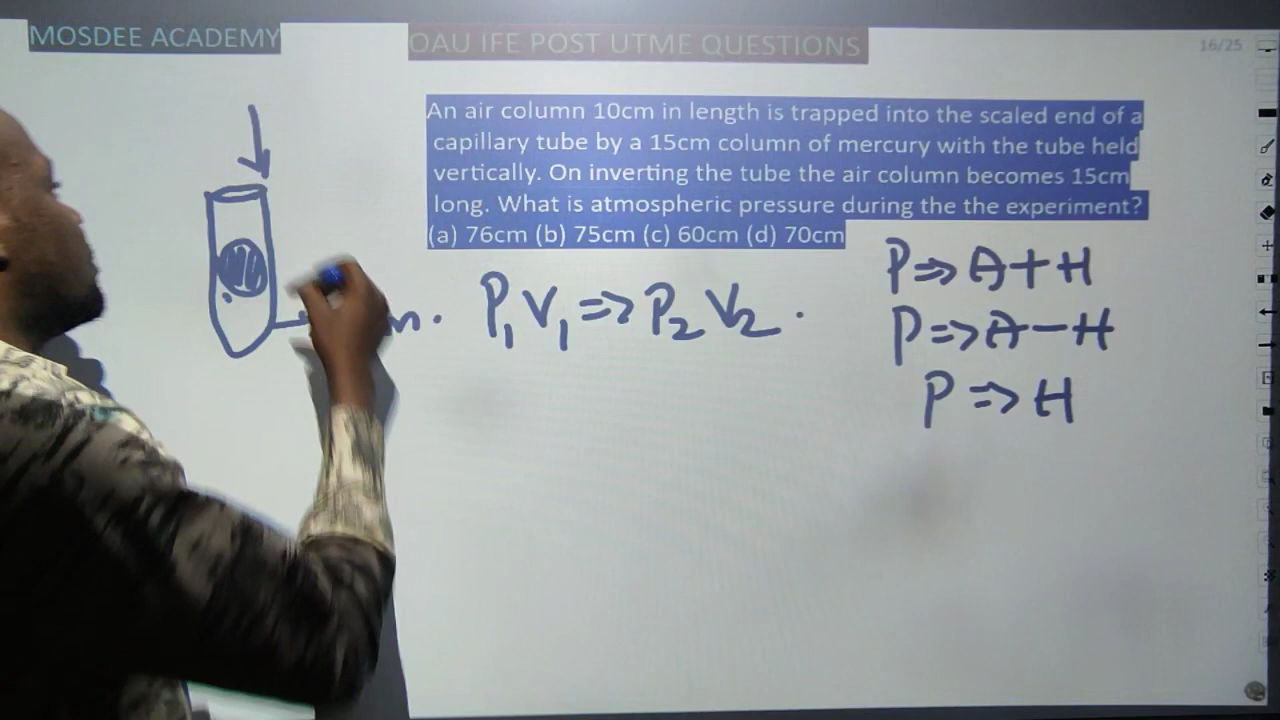 MOSDEE ACADEMY
OAU IFE POST UTME QUESTIONS
16/25
An air column 10cm in length is trapped into the scaled end of a
capillary tube by a 15cm column of mercury with the tube held
vertically. On inverting the tube the air column becomes 15cm
long. What is atmospheric pressure during the the experiment?
(a) 76cm (b) 75cm (c) 60cm (d) 70cm
P₁V₁ => P₂V₂.
P => A + H
P => A - H
P => H